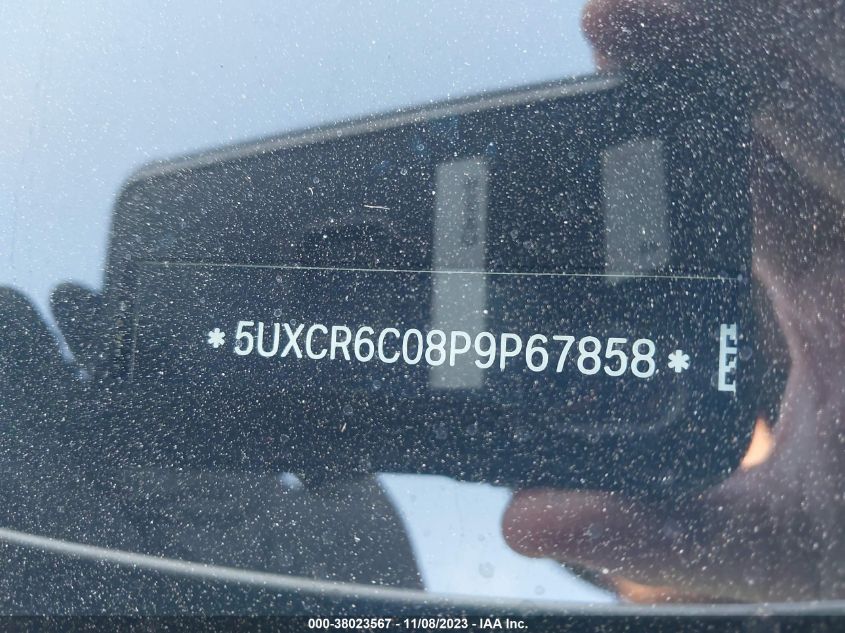 *5UXCR6C08P9P67858*
000-38023567 - 11/08/2023 - IAA Inc.